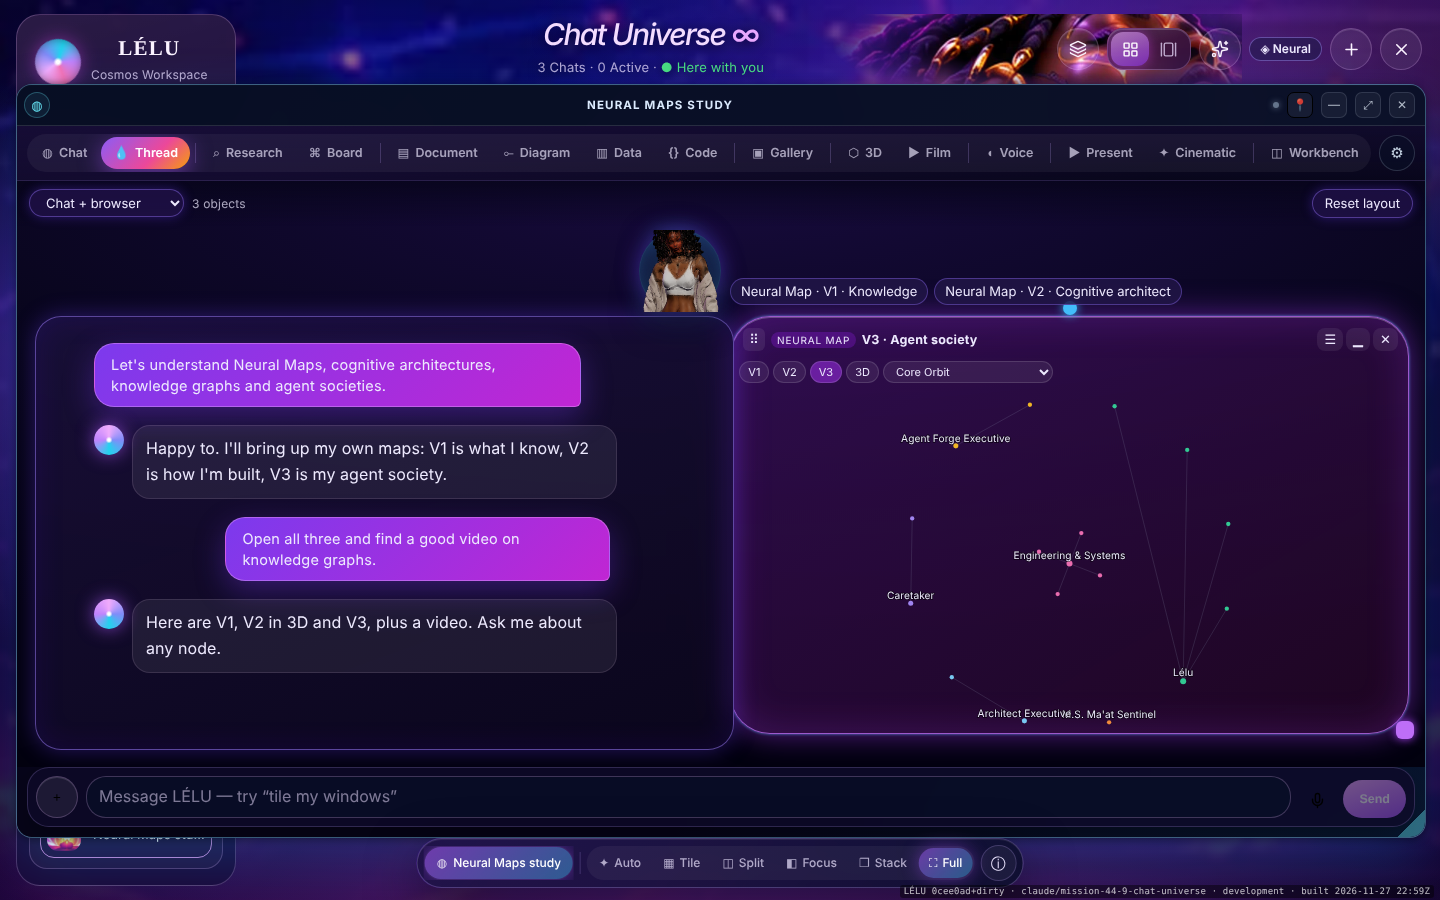 LÉLU
Cosmos Workspace
Chat Universe ∞
3 Chats · 0 Active · ● Here with you
◈ Neural
NEURAL MAPS STUDY
Chat
Thread
Research
Board
Document
Diagram
Data
{} Code
Gallery
3D
Film
Voice
Present
Cinematic
Workbench
Chat + browser
3 objects
Reset layout
Neural Map · V1 · Knowledge
Neural Map · V2 · Cognitive architect
Let's understand Neural Maps, cognitive architectures,
knowledge graphs and agent societies.
Happy to. I'll bring up my own maps: V1 is what I know, V2
is how I'm built, V3 is my agent society.
Open all three and find a good video on
knowledge graphs.
Here are V1, V2 in 3D and V3, plus a video. Ask me about
any node.
NEURAL MAP
V3 · Agent society
V1
V2
V3
3D
Core Orbit
Agent Forge Executive
Engineering & Systems
Caretaker
Lélu
Architect Executive
.S. Ma'at Sentinel
Message LÉLU — try “tile my windows”
Send
Neural Maps study
Auto
Tile
Split
Focus
Stack
Full
LÉLU 0cee0ad+dirty · claude/mission-44-9-chat-universe · development · built 2026-11-27 22:59Z